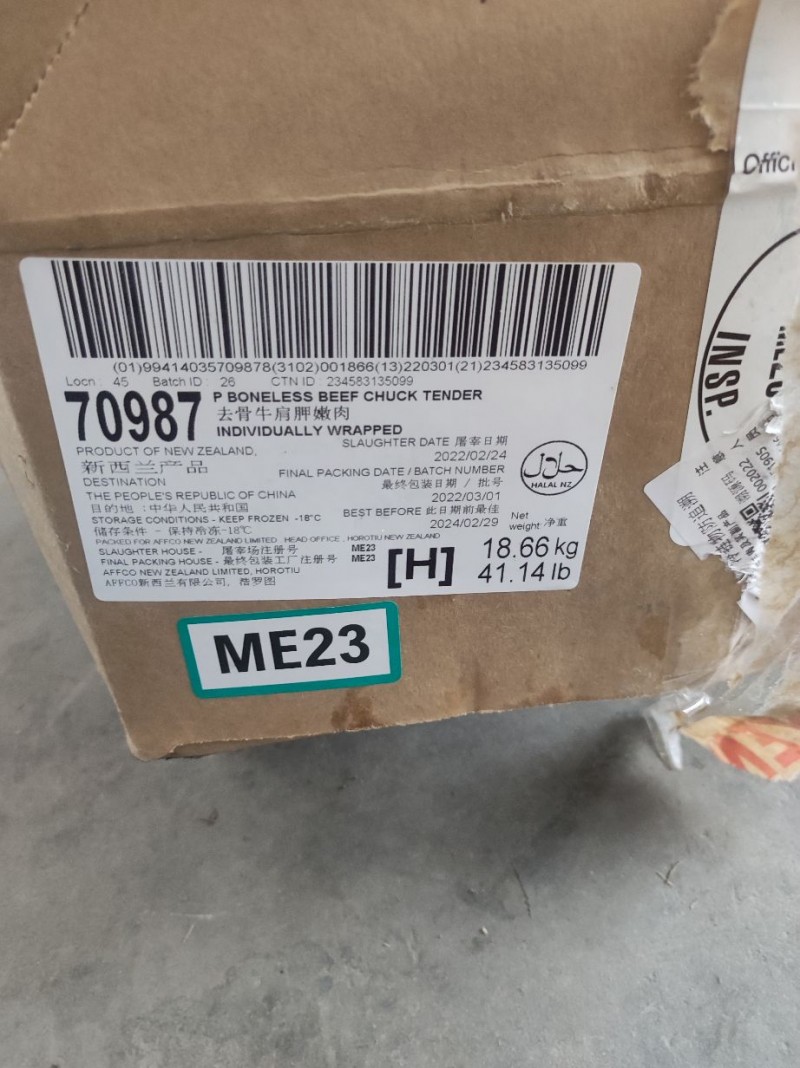 (01)99414035709878(3102)001866(13)220301(21)234583135099
Locn : 45 Batch ID : 26 CTN ID : 234583135099
70987
P BONELESS BEEF CHUCK TENDER
去骨牛肩胛嫩肉
INDIVIDUALLY WRAPPED
PRODUCT OF NEW ZEALAND,
新西兰产品
DESTINATION
THE PEOPLE'S REPUBLIC OF CHINA
目的地 :中华人民共和国
STORAGE CONDITIONS - KEEP FROZEN -18°C
储存条件 - 保持冷冻-18℃
SLAUGHTER DATE 屠宰日期
2022/02/24
FINAL PACKING DATE / BATCH NUMBER
最终包装日期 / 批号
2022/03/01
BEST BEFORE 此日期前最佳
2024/02/29
حلال
HALAL NZ
PACKED FOR AFFCO NEW ZEALAND LIMITED HEAD OFFICE , HOROTIU NEW ZEALAND
SLAUGHTER HOUSE - 屠宰场注册号 ME23
FINAL PACKING HOUSE - 最终包装工厂注册号 ME23
AFFCO NEW ZEALAND LIMITED, HOROTIU
AFFCO新西兰有限公司, 浩罗图
[H]
Net weight: 净重
18.66 kg
41.14 lb
ME23
INSP.